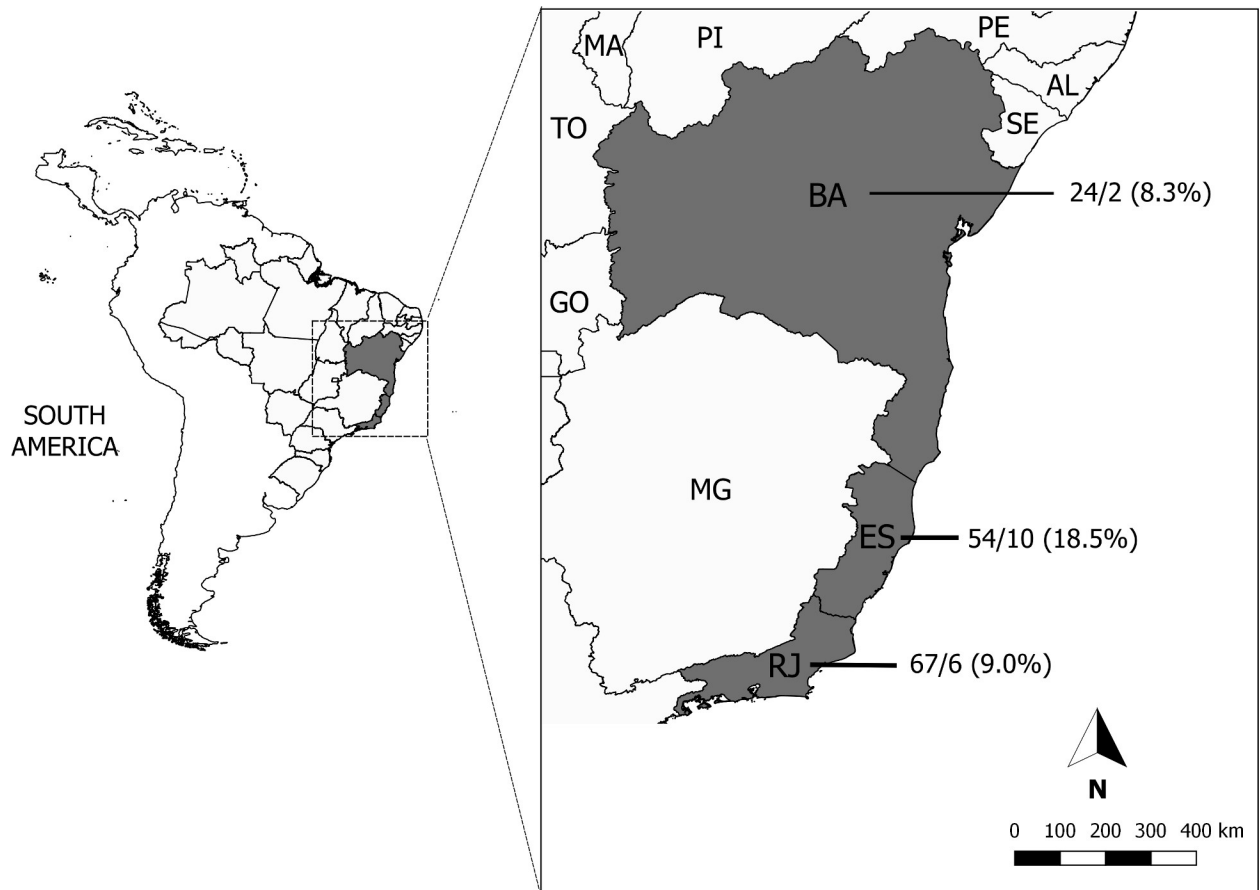 SOUTH
AMERICA
MA
PI
PE
AL
SE
TO
BA
24/2 (8.3%)
GO
MG
ES
54/10 (18.5%)
RJ
67/6 (9.0%)
N
0 100 200 300 400 km